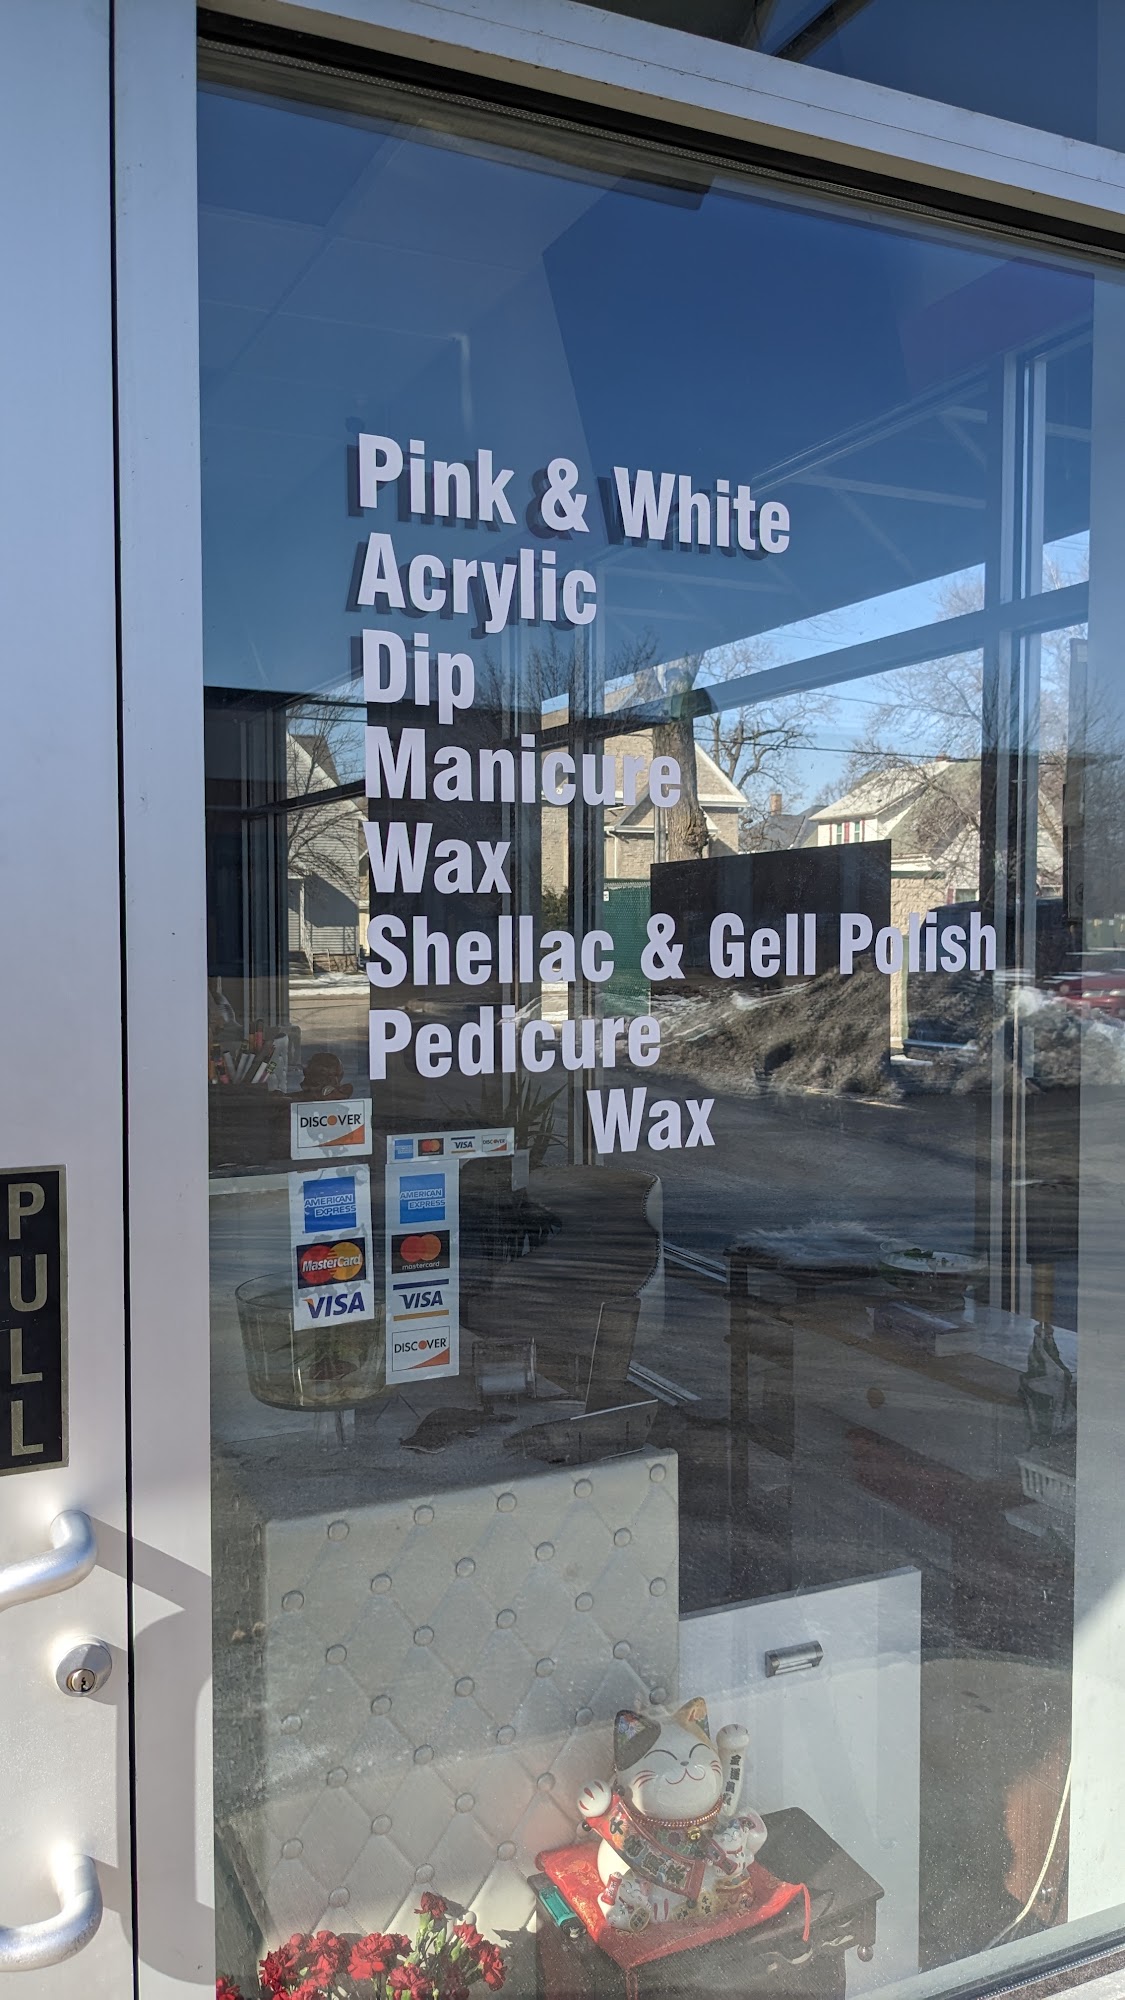 Pink & White
Acrylic
Dip
Manicure
Wax
Shellac & Gell Polish
Pedicure
Wax
DISCOVER
VISA
AMERICAN EXPRESS
MasterCard
VISA
AMERICAN EXPRESS
mastercard
VISA
DISCOVER
PULL